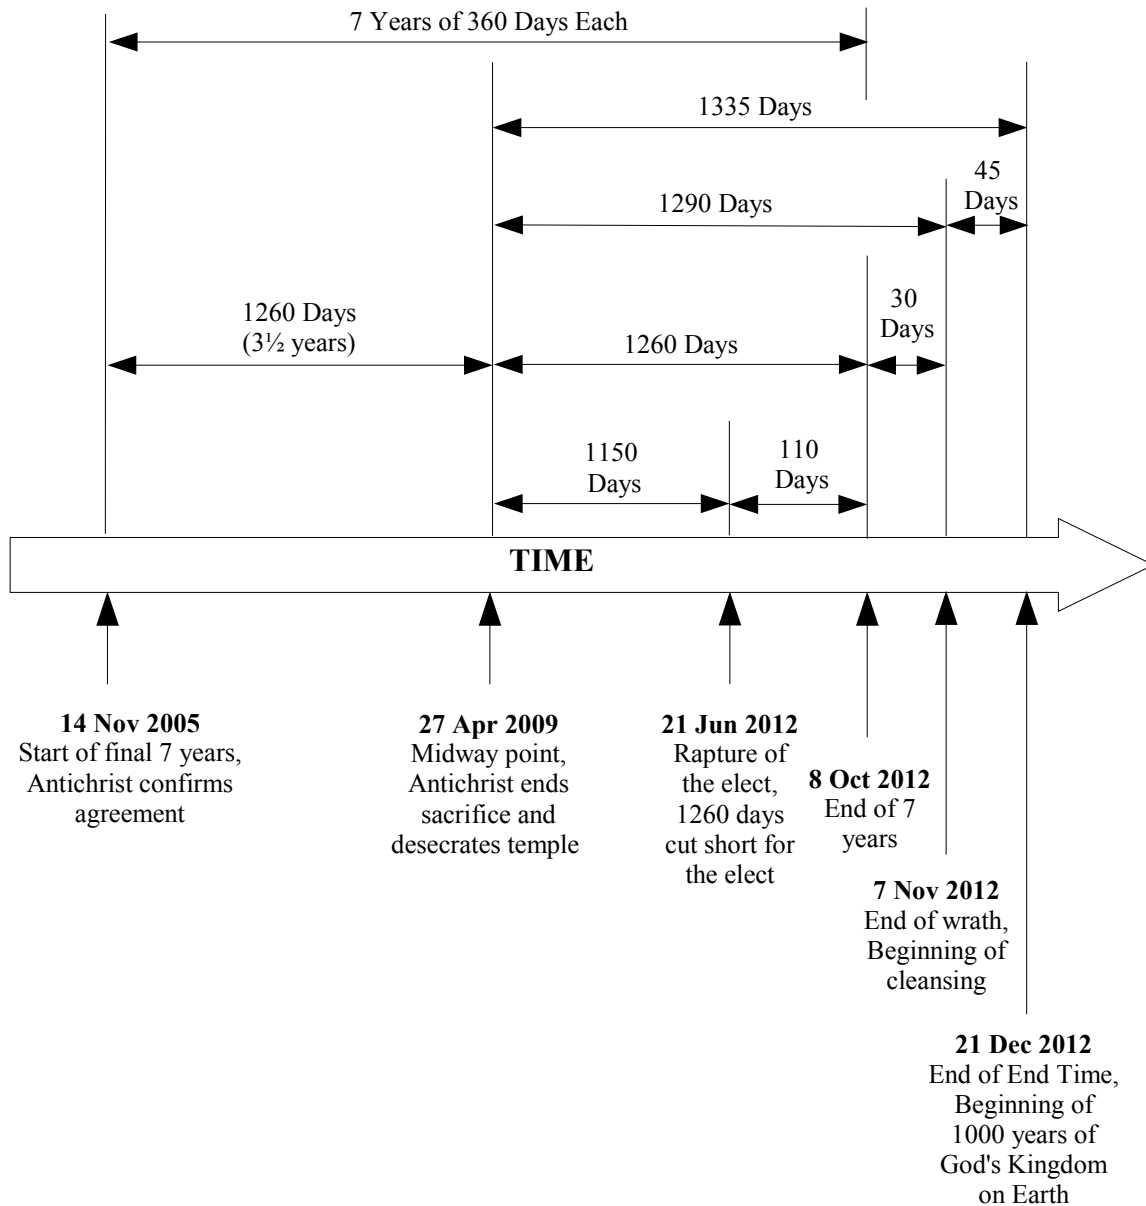 7 Years of 360 Days Each
1335 Days
45
Days
1290 Days
30
Days
1260 Days
(3½ years)
1260 Days
1150
Days
110
Days
TIME
14 Nov 2005
Start of final 7 years,
Antichrist confirms
agreement
27 Apr 2009
Midway point,
Antichrist ends
sacrifice and
desecrates temple
21 Jun 2012
Rapture of
the elect,
1260 days
cut short for
the elect
8 Oct 2012
End of 7
years
7 Nov 2012
End of wrath,
Beginning of
cleansing
21 Dec 2012
End of End Time,
Beginning of
1000 years of
God's Kingdom
on Earth